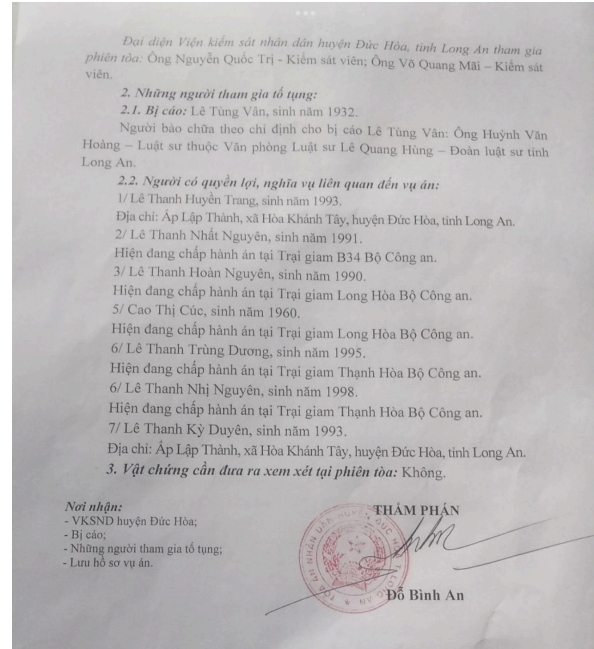 Đại diện Viện kiểm sát nhân dân huyện Đức Hòa, tỉnh Long An tham gia
phiên tòa: Ông Nguyễn Quốc Trị - Kiểm sát viên; Ông Võ Quang Mãi – Kiểm sát
viên.
2. Những người tham gia tố tụng:
2.1. Bị cáo: Lê Tùng Vân, sinh năm 1932.
Người bào chữa theo chỉ định cho bị cáo Lê Tùng Vân: Ông Huỳnh Văn
Hoàng – Luật sư thuộc Văn phòng Luật sư Lê Quang Hùng – Đoàn luật sư tỉnh
Long An.
2.2. Người có quyền lợi, nghĩa vụ liên quan đến vụ án:
1/ Lê Thanh Huyền Trang, sinh năm 1993.
Địa chỉ: Ấp Lập Thành, xã Hòa Khánh Tây, huyện Đức Hòa, tỉnh Long An.
2/ Lê Thanh Nhất Nguyên, sinh năm 1991.
Hiện đang chấp hành án tại Trại giam B34 Bộ Công an.
3/ Lê Thanh Hoàn Nguyên, sinh năm 1990.
Hiện đang chấp hành án tại Trại giam Long Hòa Bộ Công an.
5/ Cao Thị Cúc, sinh năm 1960.
Hiện đang chấp hành án tại Trại giam Long Hòa Bộ Công an.
6/ Lê Thanh Trùng Dương, sinh năm 1995.
Hiện đang chấp hành án tại Trại giam Thạnh Hòa Bộ Công an.
6/ Lê Thanh Nhị Nguyên, sinh năm 1998.
Hiện đang chấp hành án tại Trại giam Thạnh Hòa Bộ Công an.
7/ Lê Thanh Kỳ Duyên, sinh năm 1993.
Địa chỉ: Ấp Lập Thành, xã Hòa Khánh Tây, huyện Đức Hòa, tỉnh Long An.
3. Vật chứng cần đưa ra xem xét tại phiên tòa: Không.
Nơi nhận:
- VKSND huyện Đức Hòa;
- Bị cáo;
- Những người tham gia tố tụng;
- Lưu hồ sơ vụ án.
THẨM PHÁN
TÒA ÁN NHÂN DÂN HUYỆN ĐỨC HÒA T. LONG AN
Đỗ Bình An